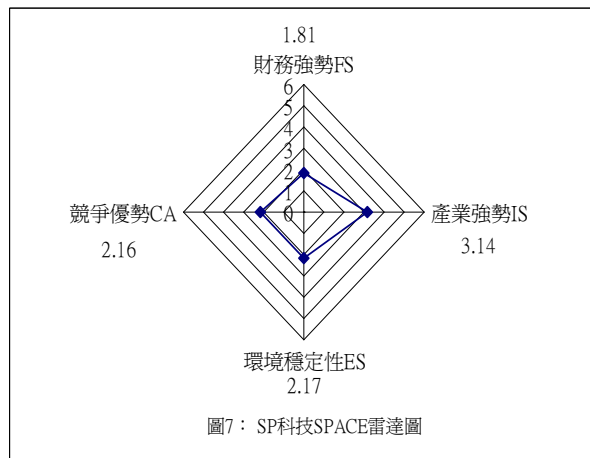 1.81
財務強勢FS
6
5
4
3
2
1
0
競爭優勢CA
2.16
產業強勢IS
3.14
環境穩定性ES
2.17
圖7： SP科技SPACE雷達圖